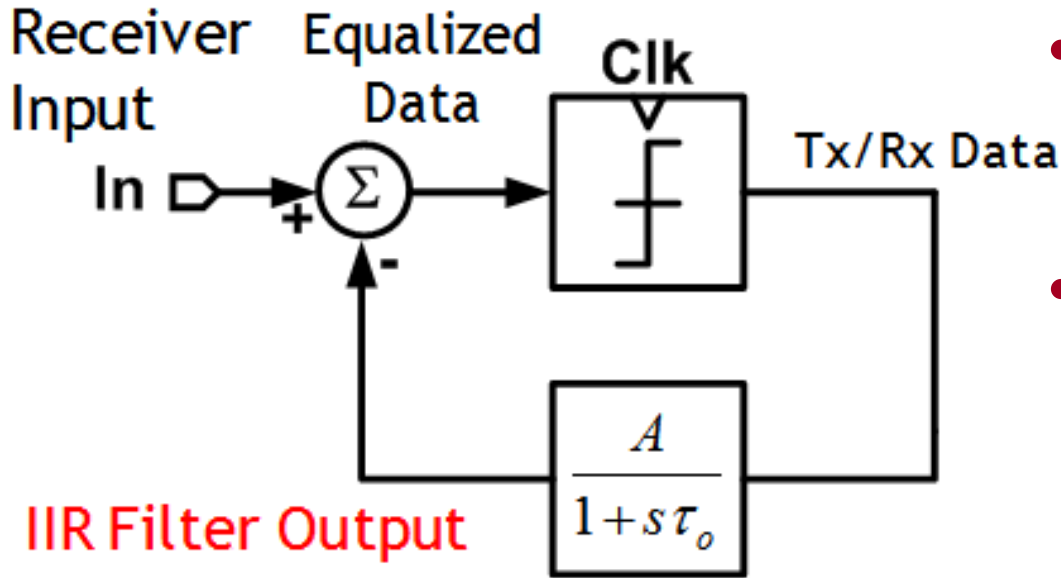 Receiver
Input
Equalized
Data
Clk
Tx/Rx Data
In
Σ
+
-
A
1+sτₒ
IIR Filter Output